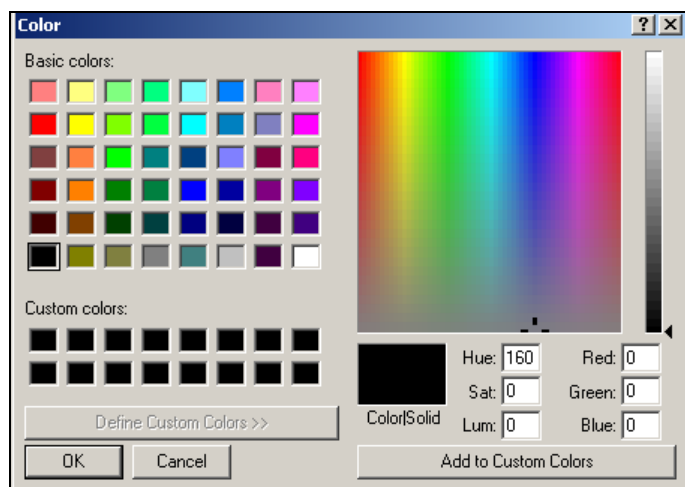 Color
Basic colors:
Custom colors:
Define Custom Colors >>
OK Cancel
Color|Solid
Hue: 160 Red: 0
Sat: 0 Green: 0
Lum: 0 Blue: 0
Add to Custom Colors